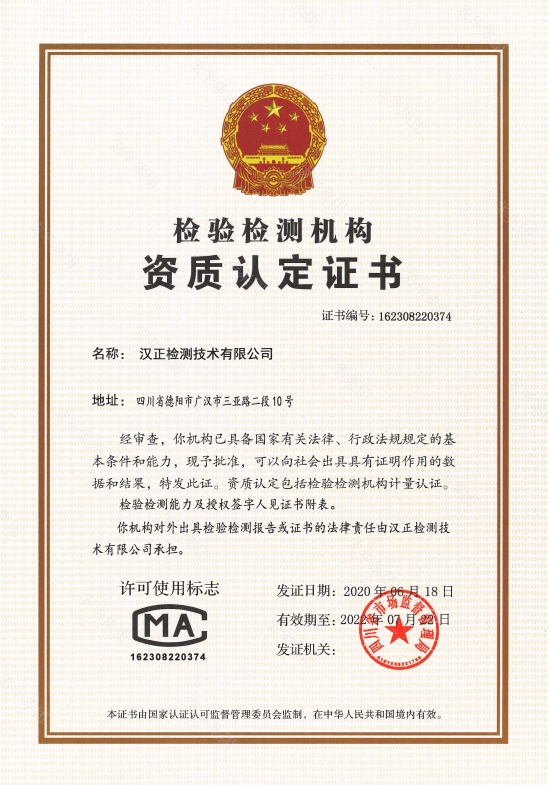 检验检测机构
资质认定证书
证书编号：162308220374
名称： 汉正检测技术有限公司
地址： 四川省德阳市广汉市三亚路二段10号
经审查，你机构已具备国家有关法律、行政法规规定的基
本条件和能力，现予批准，可以向社会出具具有证明作用的数
据和结果，特发此证。资质认定包括检验检测机构计量认证。
检验检测能力及授权签字人见证书附表。
你机构对外出具检验检测报告或证书的法律责任由汉正检测技
术有限公司承担。
许可使用标志
MA
162308220374
发证日期：2020年06月18日
有效期至：2022年07月22日
发证机关：
四川省市场监督管理局
本证书由国家认证认可监督管理委员会监制，在中华人民共和国境内有效。